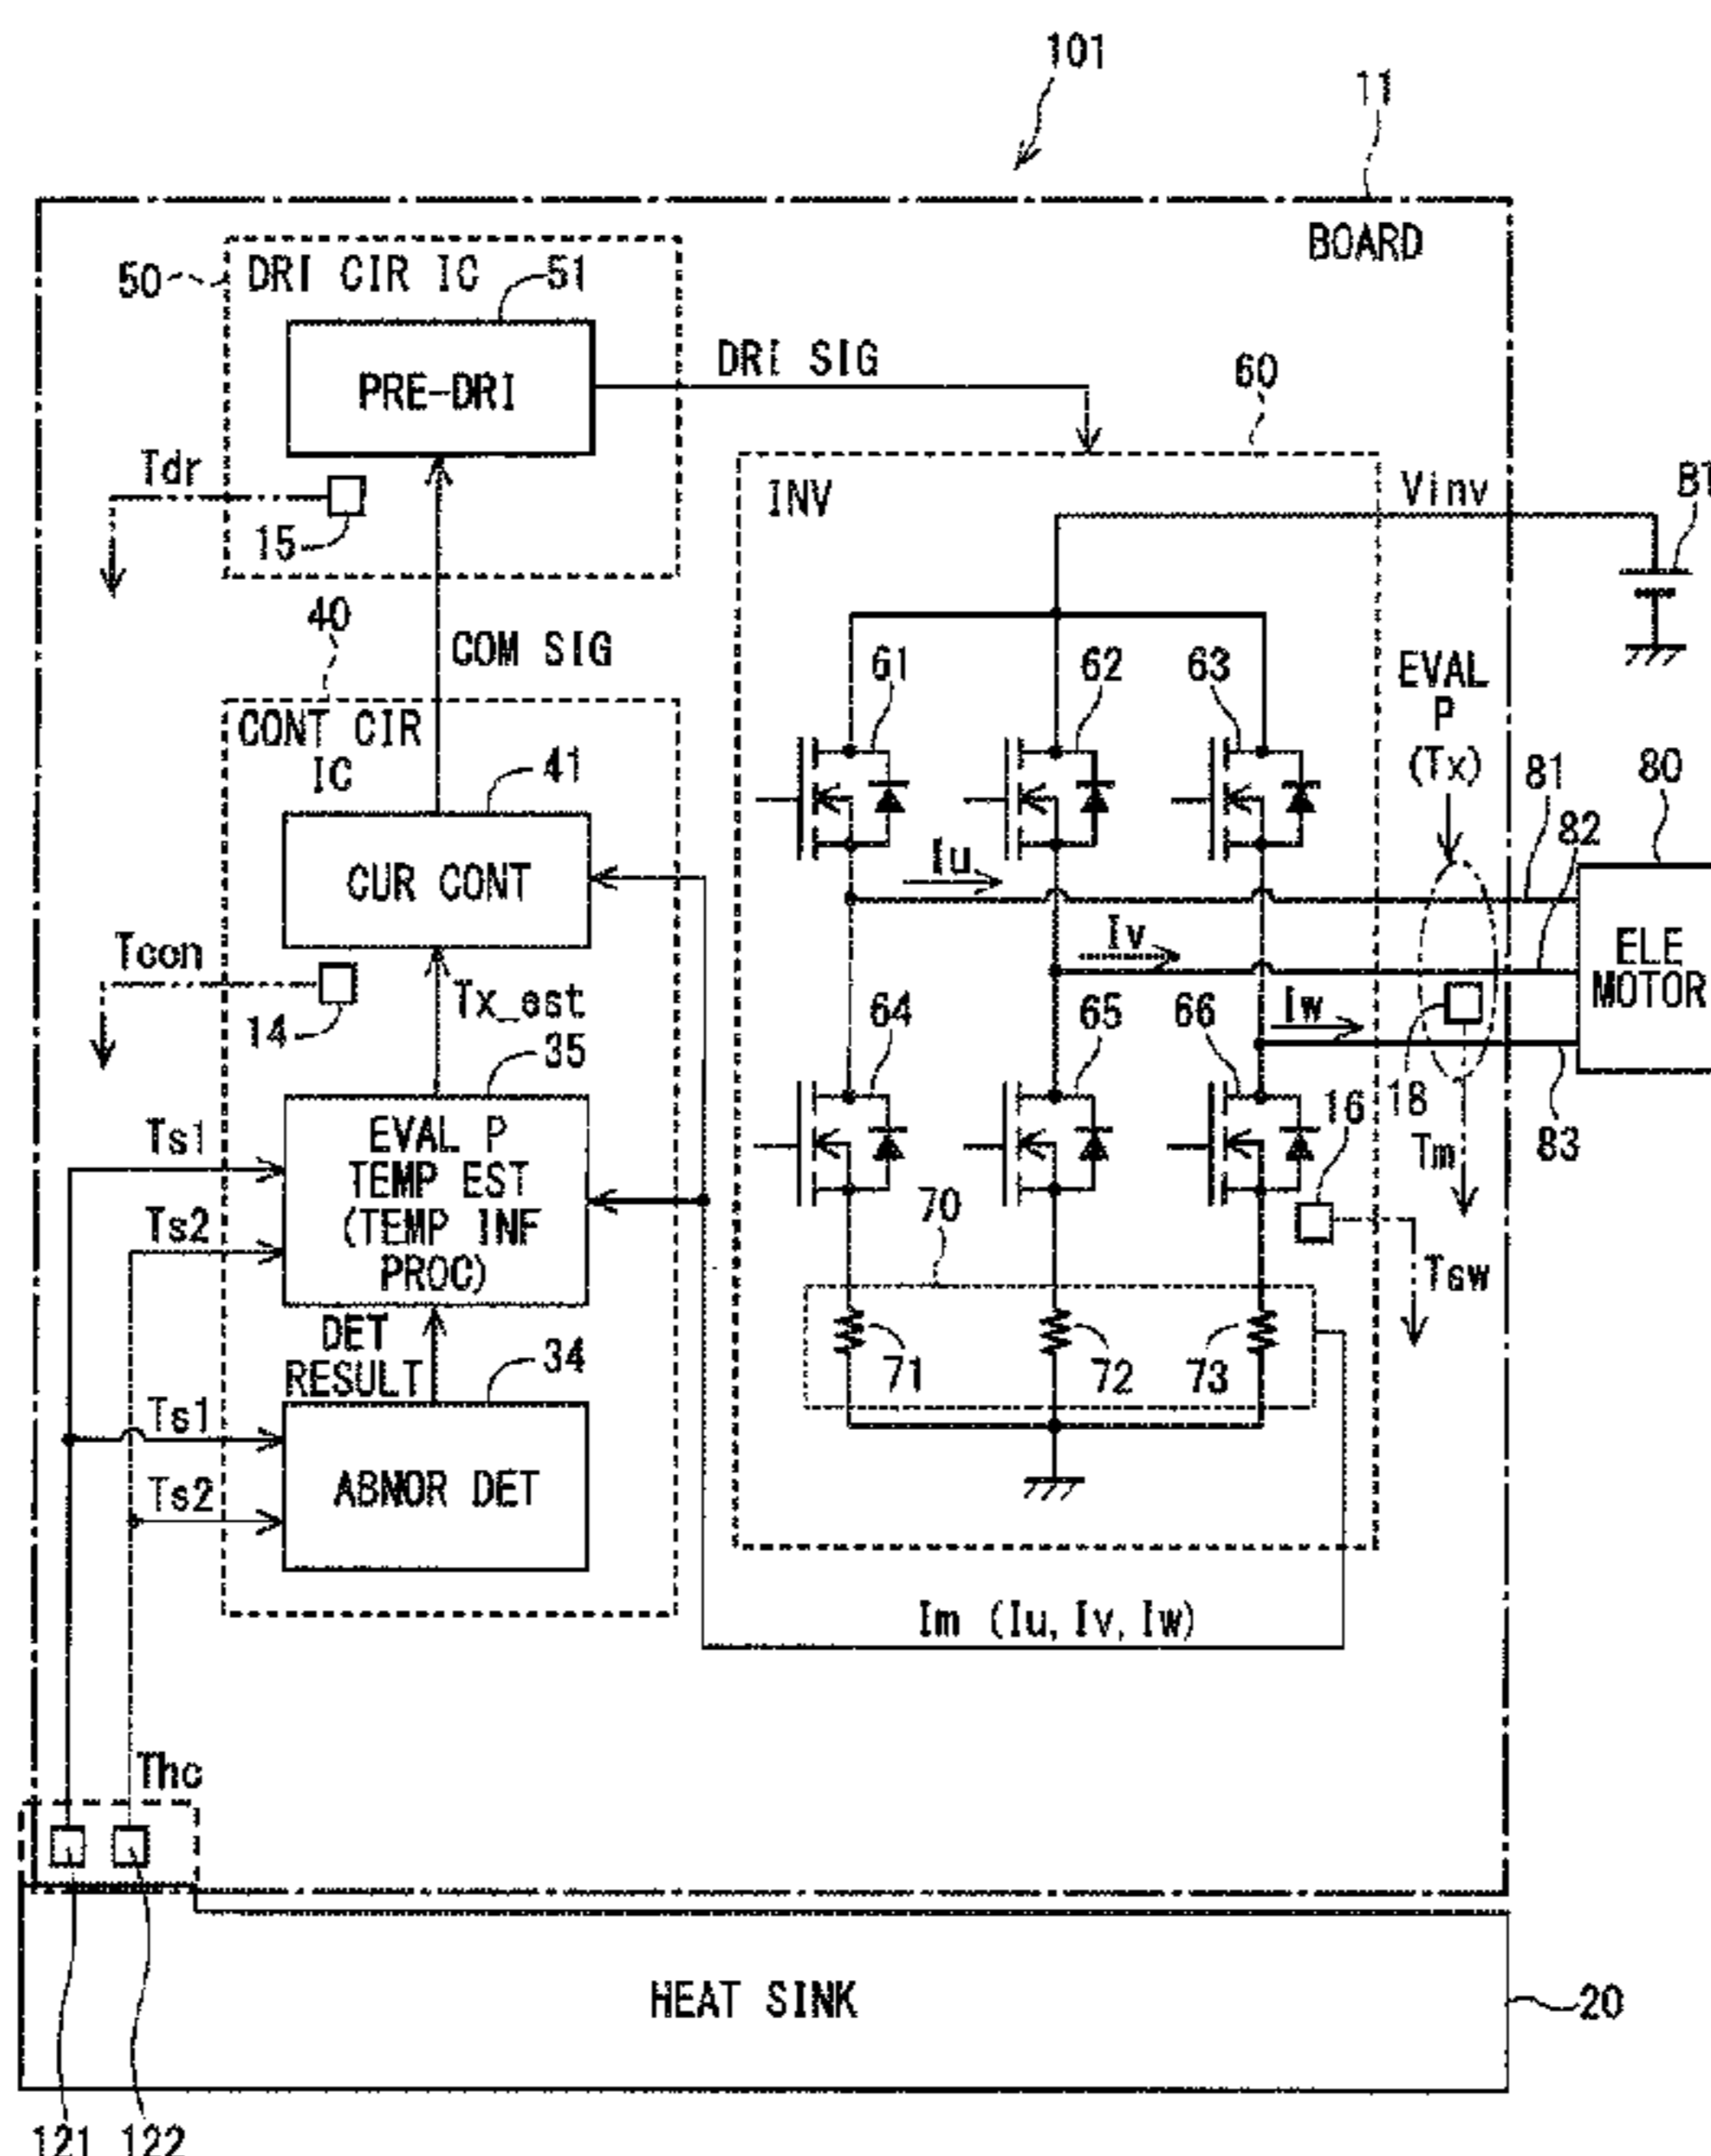 101
11
BOARD
50
DRI CIR IC
51
PRE-DRI
DRI SIG
60
Tdr
15
INV
Vinv
BT
40
COM SIG
61
62
63
EVAL
P
(Tx)
CONT CIR
IC
41
CUR CONT
81
80
82
Iu
Iv
Iw
ELE
MOTOR
Tcon
14
Tx_est
35
64
65
66
16
18
83
Tm
Ts1
Ts2
EVAL P
TEMP EST
(TEMP INF
PROC)
70
Tsw
DET
RESULT
34
71
72
73
Ts1
Ts2
ABNOR DET
Im (Iu, Iv, Iw)
Thc
HEAT SINK
20
121
122